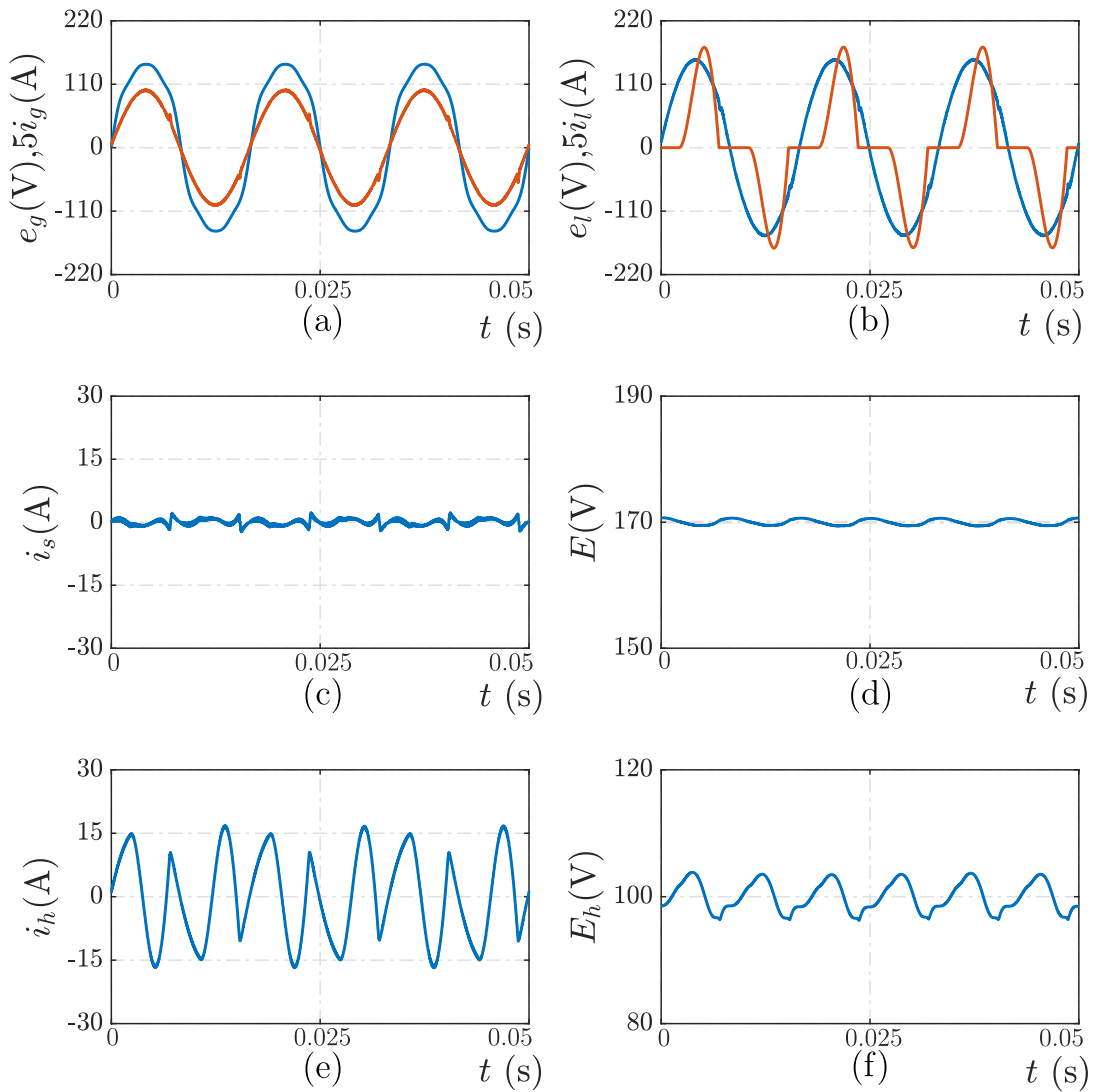 220
110
0
-110
-220
e_g(V),5i_g(A)
0
0.025
0.05
t (s)
(a)
220
110
0
-110
-220
e_l(V),5i_l(A)
0
0.025
0.05
t (s)
(b)
30
15
0
-15
-30
i_s(A)
0
0.025
0.05
t (s)
(c)
190
170
150
E(V)
0
0.025
0.05
t (s)
(d)
30
15
0
-15
-30
i_h(A)
0
0.025
0.05
t (s)
(e)
120
100
80
E_h(V)
0
0.025
0.05
t (s)
(f)